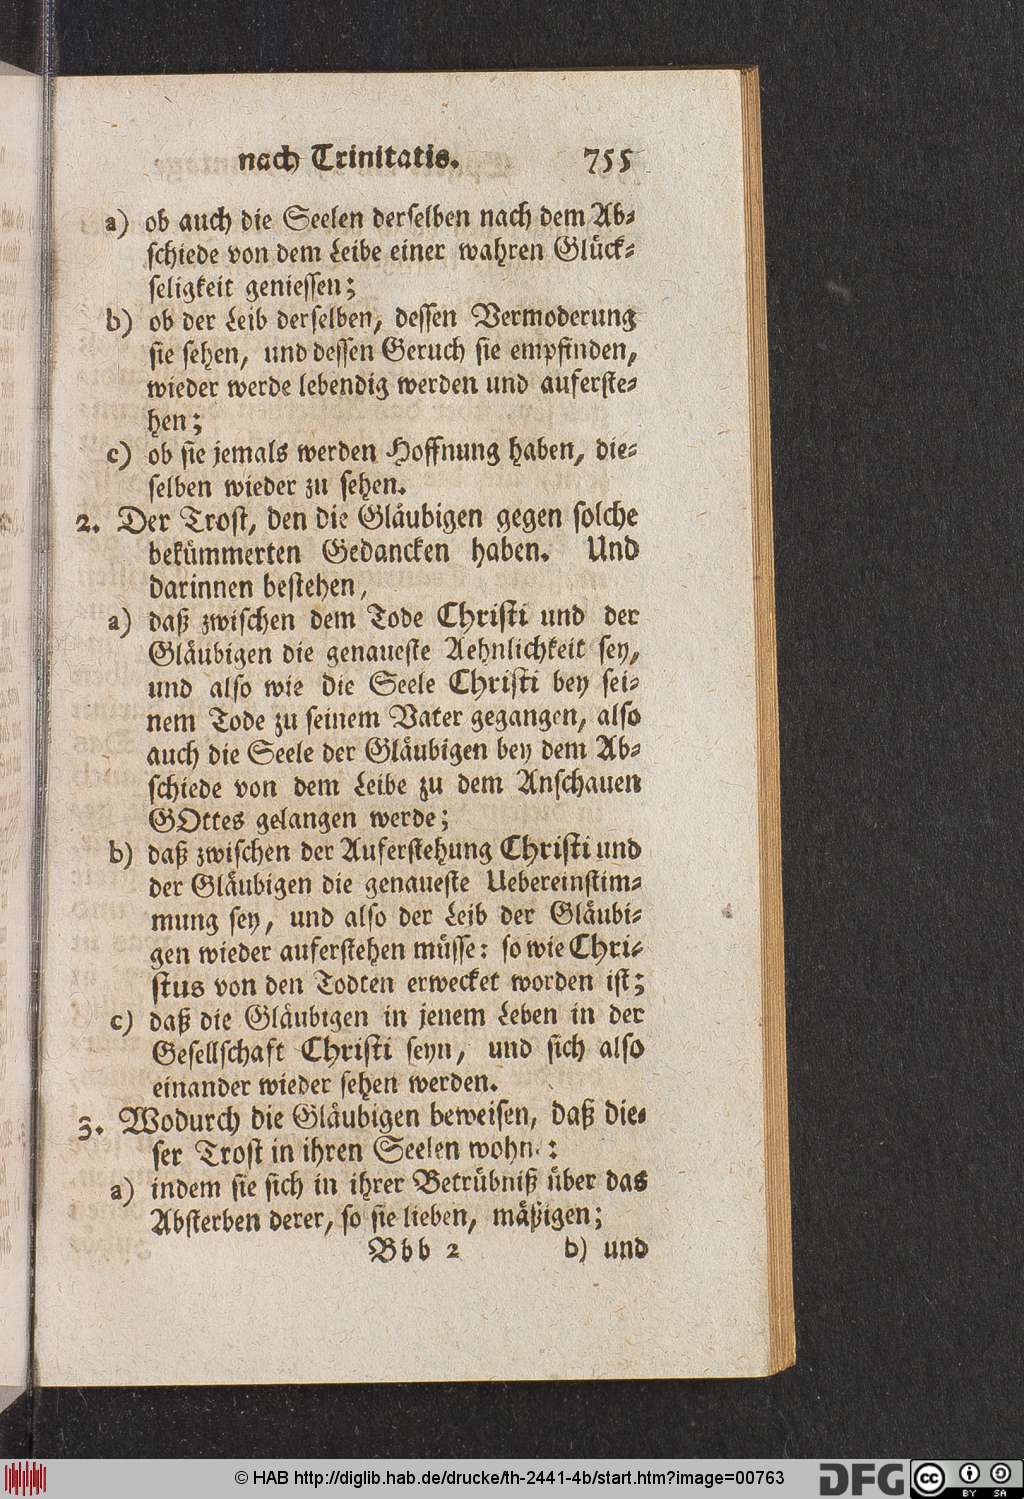 nach Trinitatis. 755
a) ob auch die Seelen derselben nach dem Ab-
schiede von dem Leibe einer wahren Glück-
seligkeit geniessen;
b) ob der Leib derselben, dessen Vermoderung
sie sehen, und dessen Geruch sie empfinden,
wieder werde lebendig werden und auferste-
hen;
c) ob sie jemals werden Hoffnung haben, die-
selben wieder zu sehen.
2. Der Trost, den die Gläubigen gegen solche
bekümmerten Gedancken haben. Und
darinnen bestehen,
a) daß zwischen dem Tode Christi und der
Gläubigen die genaueste Aehnlichkeit sey,
und also wie die Seele Christi bey sei-
nem Tode zu seinem Vater gegangen, also
auch die Seele der Gläubigen bey dem Ab-
schiede von dem Leibe zu dem Anschauen
GOttes gelangen werde;
b) daß zwischen der Auferstehung Christi und
der Gläubigen die genaueste Uebereinstim-
mung sey, und also der Leib der Gläubi-
gen wieder auferstehen müsse: so wie Chri-
stus von den Todten erwecket worden ist;
c) daß die Gläubigen in jenem Leben in der
Gesellschaft Christi seyn, und sich also
einander wieder sehen werden.
3. Wodurch die Gläubigen beweisen, daß die-
ser Trost in ihren Seelen wohne:
a) indem sie sich in ihrer Betrübniß über das
Absterben derer, so sie lieben, mäßigen;
Bbb 2 b) und
© HAB http://diglib.hab.de/drucke/th-2441-4b/start.htm?image=00763
DFG cc BY SA